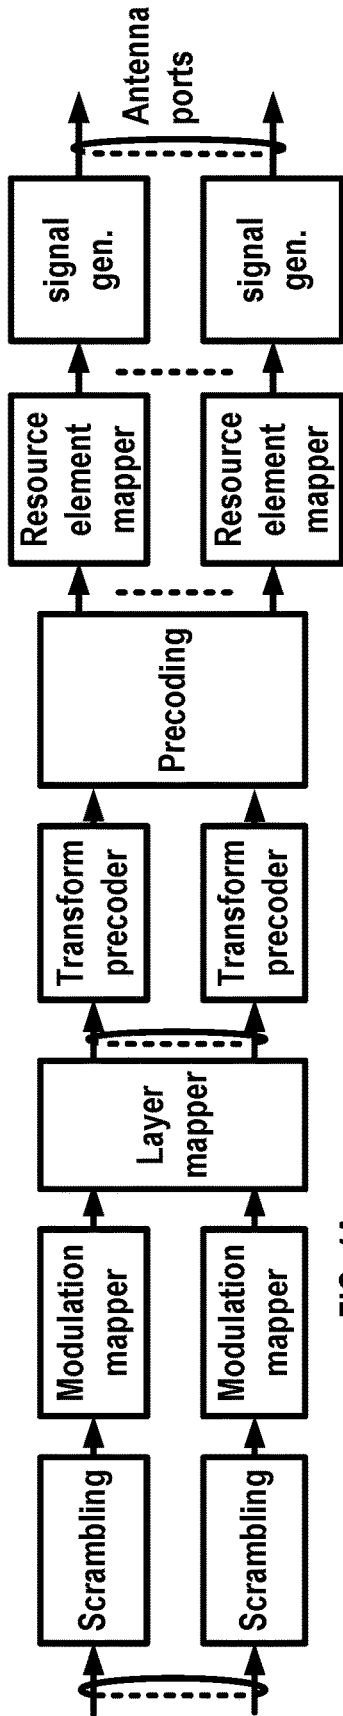 Scrambling
Scrambling
Modulation
mapper
Modulation
mapper
Layer
mapper
Transform
precoder
Transform
precoder
Precoding
Resource
element
mapper
Resource
element
mapper
signal
gen.
signal
gen.
Antenna
ports